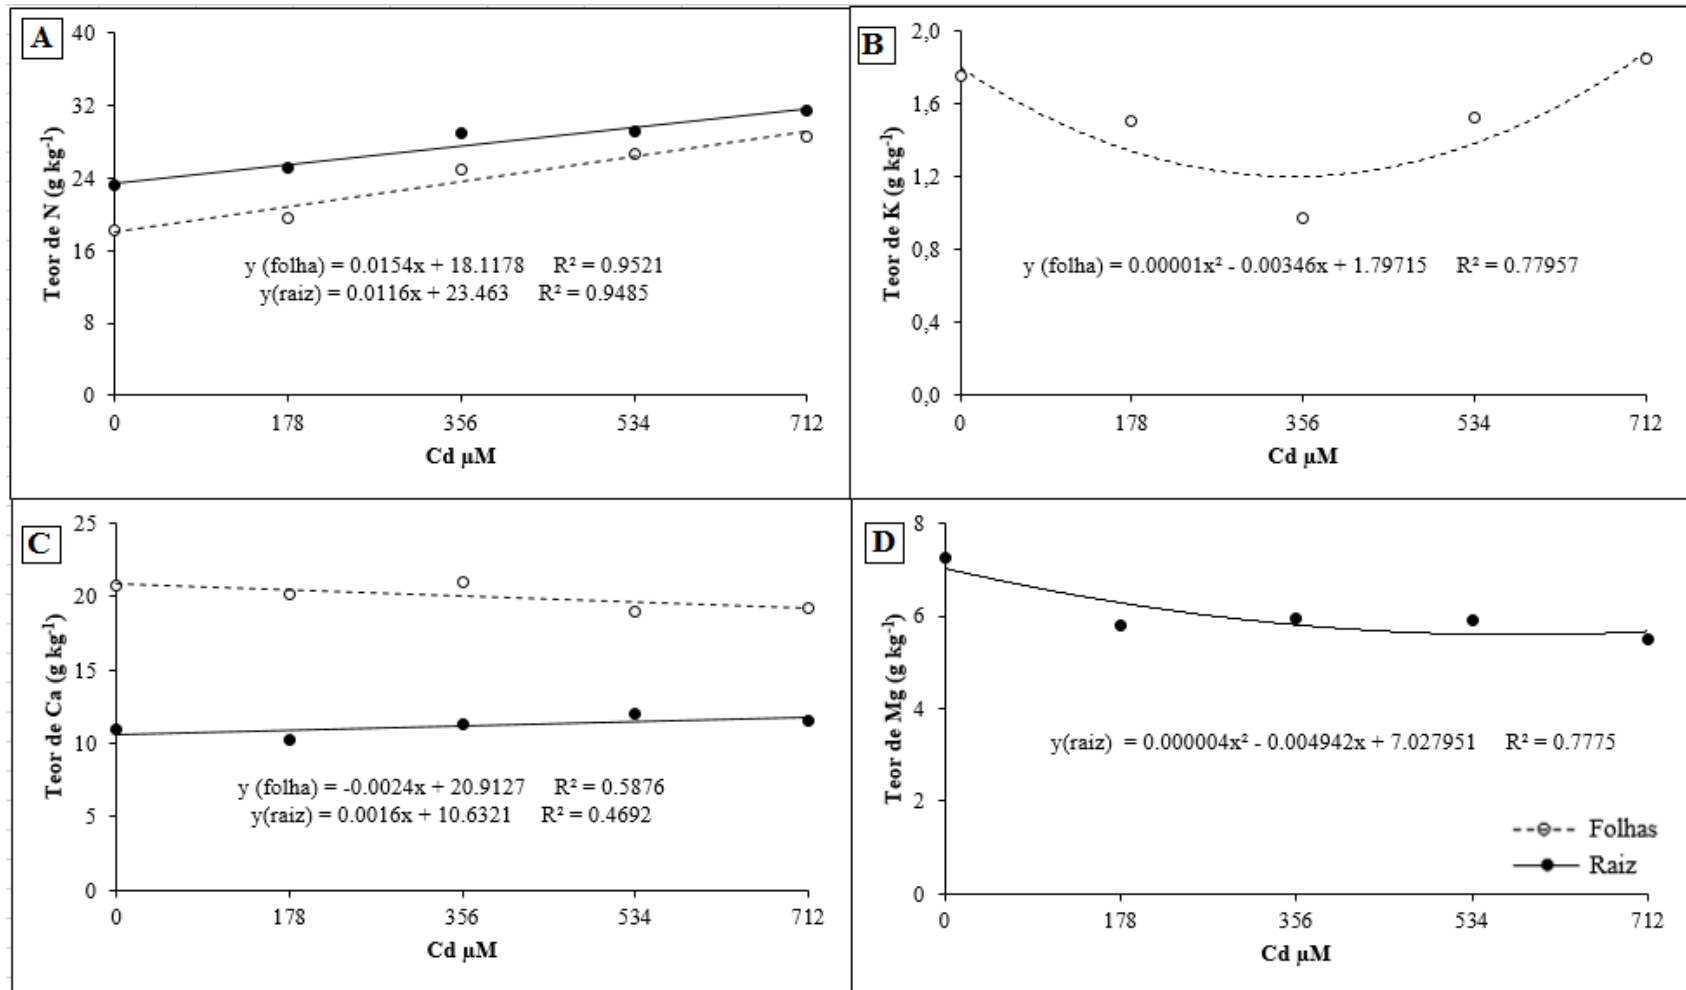 A
40
32
24
16
8
0
Teor de N (g kg⁻¹)
y (folha) = 0.0154x + 18.1178 R² = 0.9521
y(raiz) = 0.0116x + 23.463 R² = 0.9485
0 178 356 534 712
Cd µM
B
2,0
1,6
1,2
0,8
0,4
0,0
Teor de K (g kg⁻¹)
y (folha) = 0.00001x² - 0.00346x + 1.79715 R² = 0.77957
0 178 356 534 712
Cd µM
C
25
20
15
10
5
0
Teor de Ca (g kg⁻¹)
y (folha) = -0.0024x + 20.9127 R² = 0.5876
y(raiz) = 0.0016x + 10.6321 R² = 0.4692
0 178 356 534 712
Cd µM
D
8
6
4
2
0
Teor de Mg (g kg⁻¹)
y(raiz) = 0.000004x² - 0.004942x + 7.027951 R² = 0.7775
Folhas
Raiz
0 178 356 534 712
Cd µM